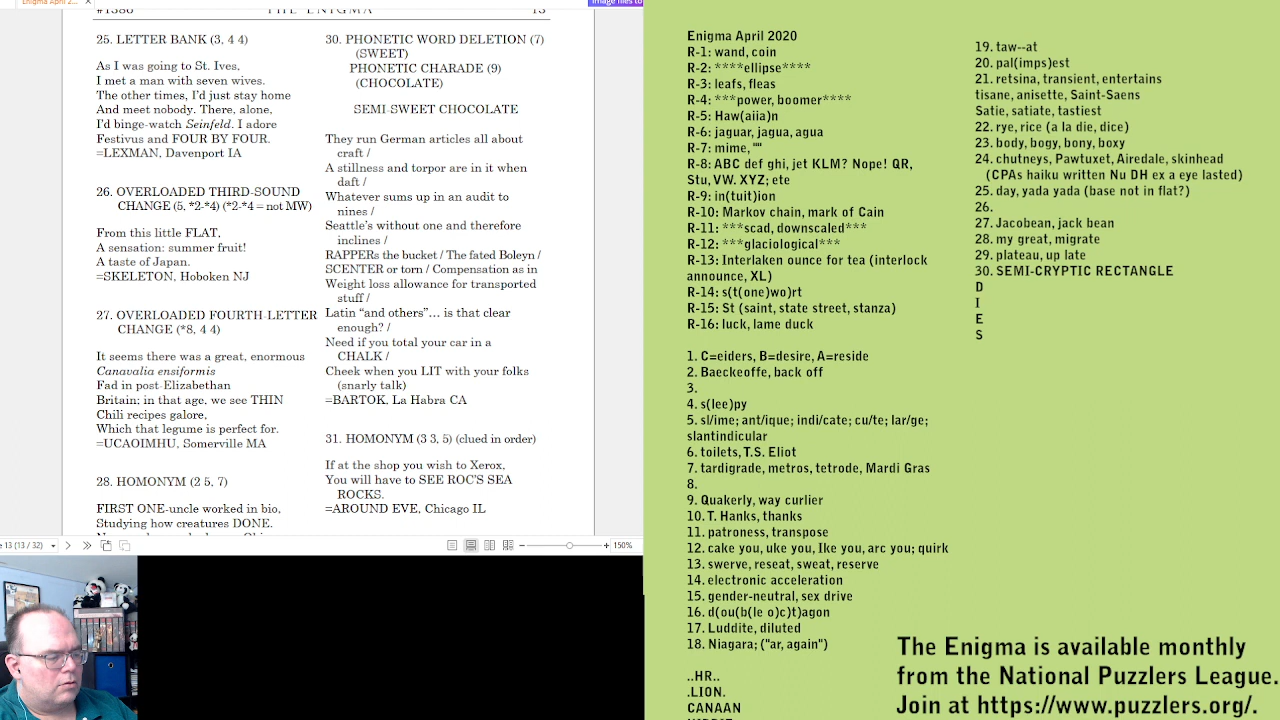 Enigma April 2...
#1380 THE ENIGMA 13
25. LETTER BANK (3, 4 4)
As I was going to St. Ives,
I met a man with seven wives.
The other times, I'd just stay home
And meet nobody. There, alone,
I'd binge-watch Seinfeld. I adore
Festivus and FOUR BY FOUR.
=LEXMAN, Davenport IA
26. OVERLOADED THIRD-SOUND
CHANGE (5, *2-*4) (*2-*4 = not MW)
From this little FLAT,
A sensation: summer fruit!
A taste of Japan.
=SKELETON, Hoboken NJ
27. OVERLOADED FOURTH-LETTER
CHANGE (*8, 4 4)
It seems there was a great, enormous
Canavalia ensiformis
Fad in post-Elizabethan
Britain; in that age, we see THIN
Chili recipes galore,
Which that legume is perfect for.
=UCAOIMHU, Somerville MA
28. HOMONYM (2 5, 7)
FIRST ONE-uncle worked in bio,
Studying how creatures DONE.
30. PHONETIC WORD DELETION (7)
(SWEET)
PHONETIC CHARADE (9)
(CHOCOLATE)
SEMI-SWEET CHOCOLATE
They run German articles all about
craft /
A stillness and torpor are in it when
daft /
Whatever sums up in an audit to
nines /
Seattle's without one and therefore
inclines /
RAPPERs the bucket / The fated Boleyn /
SCENTER or torn / Compensation as in
Weight loss allowance for transported
stuff /
Latin "and others"… is that clear
enough? /
Need if you total your car in a
CHALK /
Cheek when you LIT with your folks
(snarly talk)
=BARTOK, La Habra CA
31. HOMONYM (3 3, 5) (clued in order)
If at the shop you wish to Xerox,
You will have to SEE ROC'S SEA
ROCKS.
=AROUND EVE, Chicago IL
13 (13 / 32)
150%
Enigma April 2020
R-1: wand, coin
R-2: ****ellipse****
R-3: leafs, fleas
R-4: ***power, boomer****
R-5: Haw(aiia)n
R-6: jaguar, jagua, agua
R-7: mime, ""
R-8: ABC def ghi, jet KLM? Nope! QR,
Stu, VW. XYZ; ete
R-9: in(tuit)ion
R-10: Markov chain, mark of Cain
R-11: ***scad, downscaled***
R-12: ***glaciological***
R-13: Interlaken ounce for tea (interlock
announce, XL)
R-14: s(t(one)wo)rt
R-15: St (saint, state street, stanza)
R-16: luck, lame duck
1. C=eiders, B=desire, A=reside
2. Baeckeoffe, back off
3.
4. s(lee)py
5. sl/ime; ant/ique; indi/cate; cu/te; lar/ge;
slantindicular
6. toilets, T.S. Eliot
7. tardigrade, metros, tetrode, Mardi Gras
8.
9. Quakerly, way curlier
10. T. Hanks, thanks
11. patroness, transpose
12. cake you, uke you, Ike you, arc you; quirk
13. swerve, reseat, sweat, reserve
14. electronic acceleration
15. gender-neutral, sex drive
16. d(ou(b(le o)c)t)agon
17. Luddite, diluted
18. Niagara; ("ar, again")
..HR..
.LION.
CANAAN
19. taw--at
20. pal(imps)est
21. retsina, transient, entertains
tisane, anisette, Saint-Saens
Satie, satiate, tastiest
22. rye, rice (a la die, dice)
23. body, bogy, bony, boxy
24. chutneys, Pawtuxet, Airedale, skinhead
(CPAs haiku written Nu DH ex a eye lasted)
25. day, yada yada (base not in flat?)
26.
27. Jacobean, jack bean
28. my great, migrate
29. plateau, up late
30. SEMI-CRYPTIC RECTANGLE
D
I
E
S
The Enigma is available monthly
from the National Puzzlers League.
Join at https://www.puzzlers.org/.